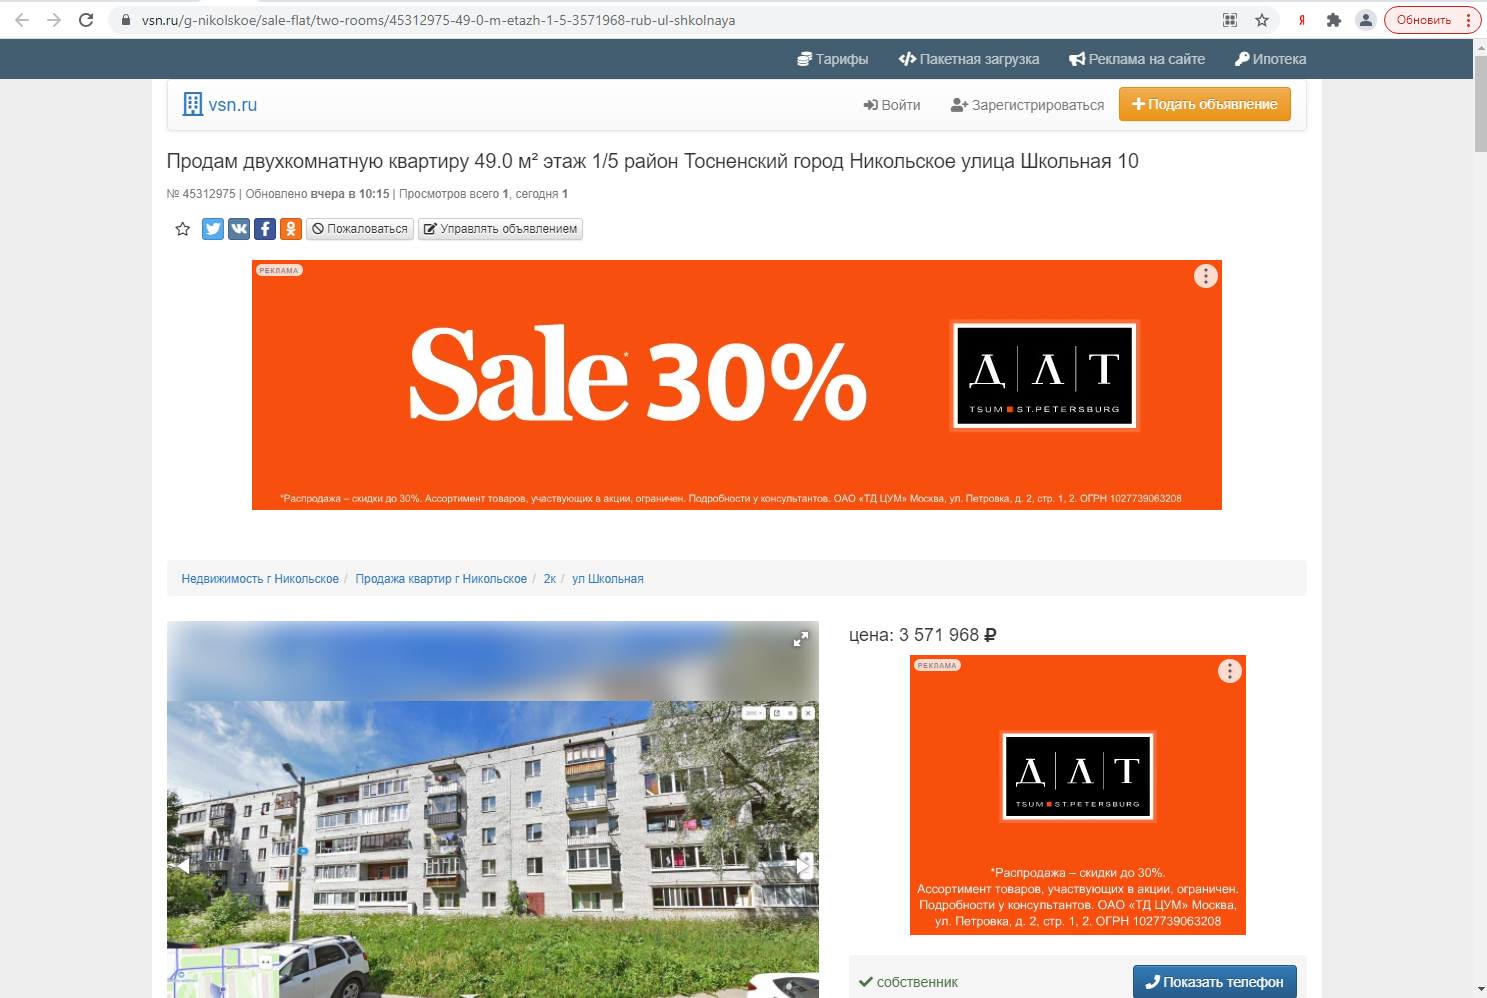 vsn.ru/g-nikolskoe/sale-flat/two-rooms/45312975-49-0-m-etazh-1-5-3571968-rub-ul-shkolnaya
Я
Обновить
Тарифы
Пакетная загрузка
Реклама на сайте
Ипотека
vsn.ru
Войти
Зарегистрироваться
Подать объявление
Продам двухкомнатную квартиру 49.0 м² этаж 1/5 район Тосненский город Никольское улица Школьная 10
№ 45312975 | Обновлено вчера в 10:15 | Просмотров всего 1, сегодня 1
Пожаловаться
Управлять объявлением
РЕКЛАМА
Sale* 30%
ДЛТ
TSUM ST.PETERSBURG
*Распродажа – скидки до 30%. Ассортимент товаров, участвующих в акции, ограничен. Подробности у консультантов. ОАО «ТД ЦУМ» Москва, ул. Петровка, д. 2, стр. 1, 2. ОГРН 1027739063208
Недвижимость г Никольское / Продажа квартир г Никольское / 2к / ул Школьная
цена: 3 571 968 ₽
РЕКЛАМА
ДЛТ
TSUM ST.PETERSBURG
*Распродажа – скидки до 30%.
Ассортимент товаров, участвующих в акции, ограничен.
Подробности у консультантов. ОАО «ТД ЦУМ» Москва,
ул. Петровка, д. 2, стр. 1, 2. ОГРН 1027739063208
собственник
Показать телефон